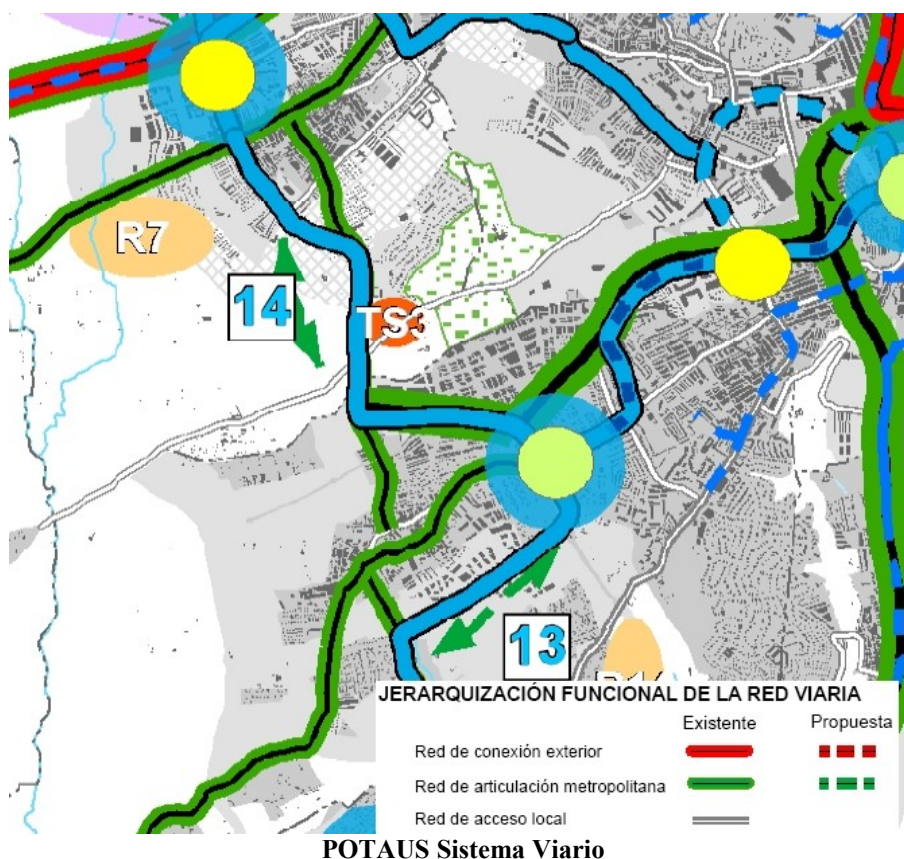 R7
14
TS3
13
JERARQUIZACIÓN FUNCIONAL DE LA RED VIARIA
Existente Propuesta
Red de conexión exterior
Red de articulación metropolitana
Red de acceso local
POTAUS Sistema Viario